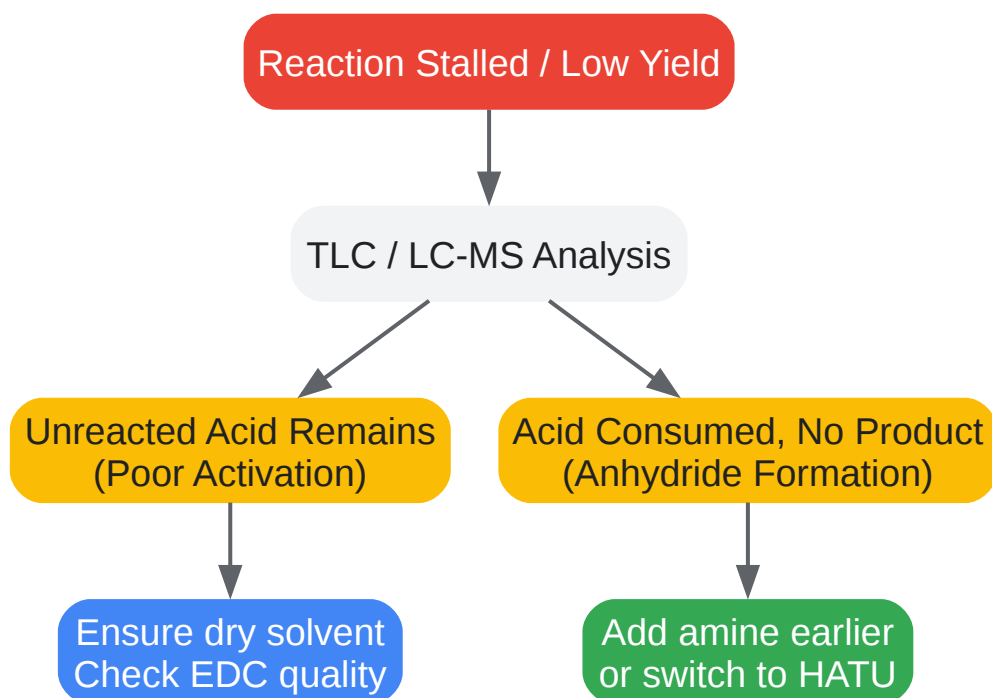 Reaction Stalled / Low Yield
TLC / LC-MS Analysis
Unreacted Acid Remains
(Poor Activation)
Acid Consumed, No Product
(Anhydride Formation)
Ensure dry solvent
Check EDC quality
Add amine earlier
or switch to HATU